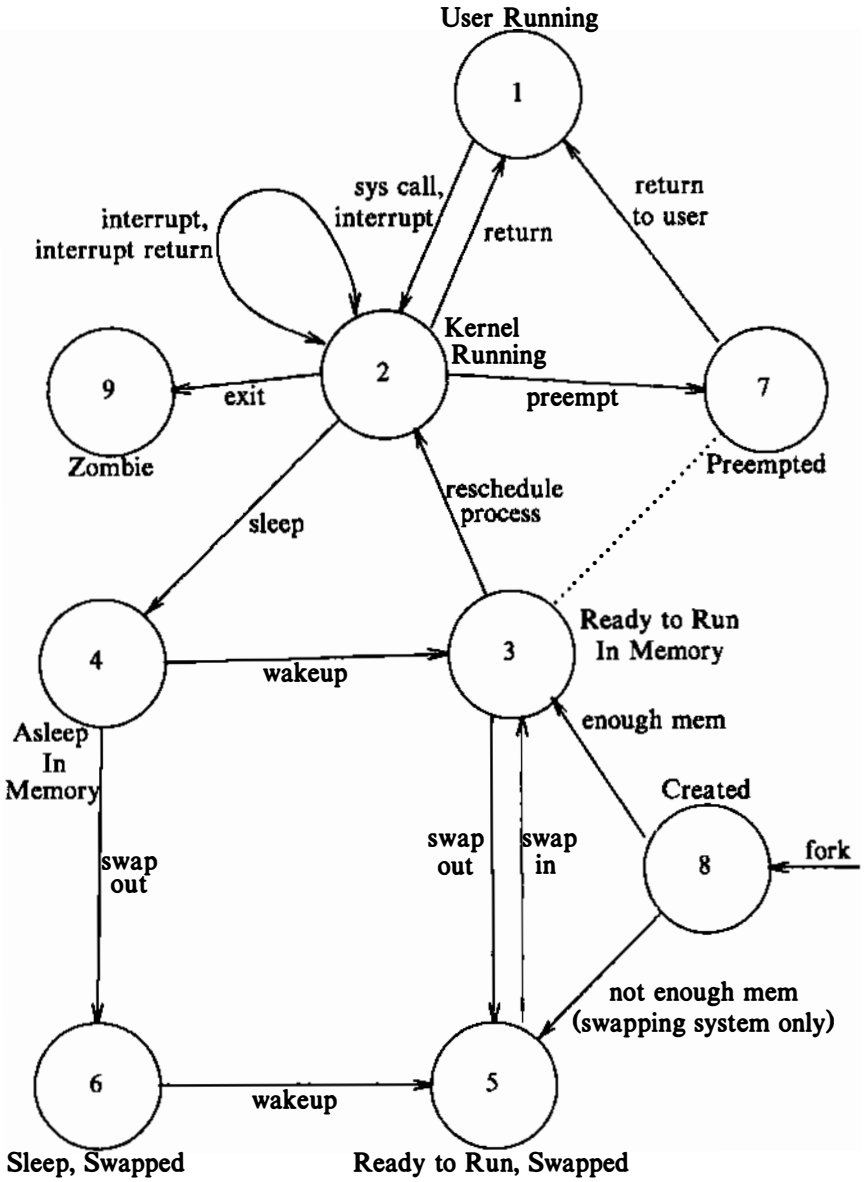 User Running
1
sys call,
interrupt
return
return
to user
interrupt,
interrupt return
Kernel
Running
2
9
exit
Zombie
preempt
7
Preempted
sleep
reschedule
process
4
Asleep
In
Memory
wakeup
3
Ready to Run
In Memory
enough mem
Created
8
fork
swap
out
swap
out
swap
in
not enough mem
(swapping system only)
6
wakeup
5
Sleep, Swapped
Ready to Run, Swapped